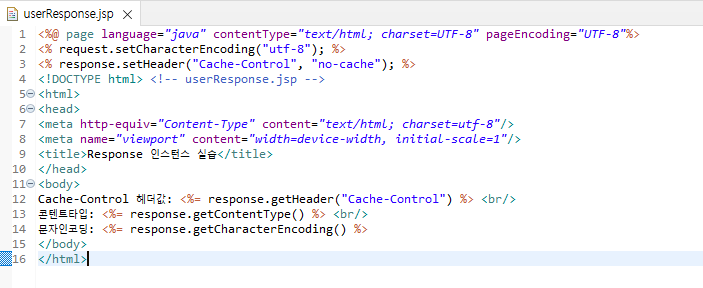 userResponse.jsp
1 <%@ page language="java" contentType="text/html; charset=UTF-8" pageEncoding="UTF-8"%>
2 <% request.setCharacterEncoding("utf-8"); %>
3 <% response.setHeader("Cache-Control", "no-cache"); %>
4 <!DOCTYPE html> <!-- userResponse.jsp -->
5 <html>
6 <head>
7 <meta http-equiv="Content-Type" content="text/html; charset=utf-8"/>
8 <meta name="viewport" content="width=device-width, initial-scale=1"/>
9 <title>Response 인스턴스 실습</title>
10 </head>
11 <body>
12 Cache-Control 헤더값: <%= response.getHeader("Cache-Control") %> <br/>
13 콘텐트타입: <%= response.getContentType() %> <br/>
14 문자인코딩: <%= response.getCharacterEncoding() %>
15 </body>
16 </html>